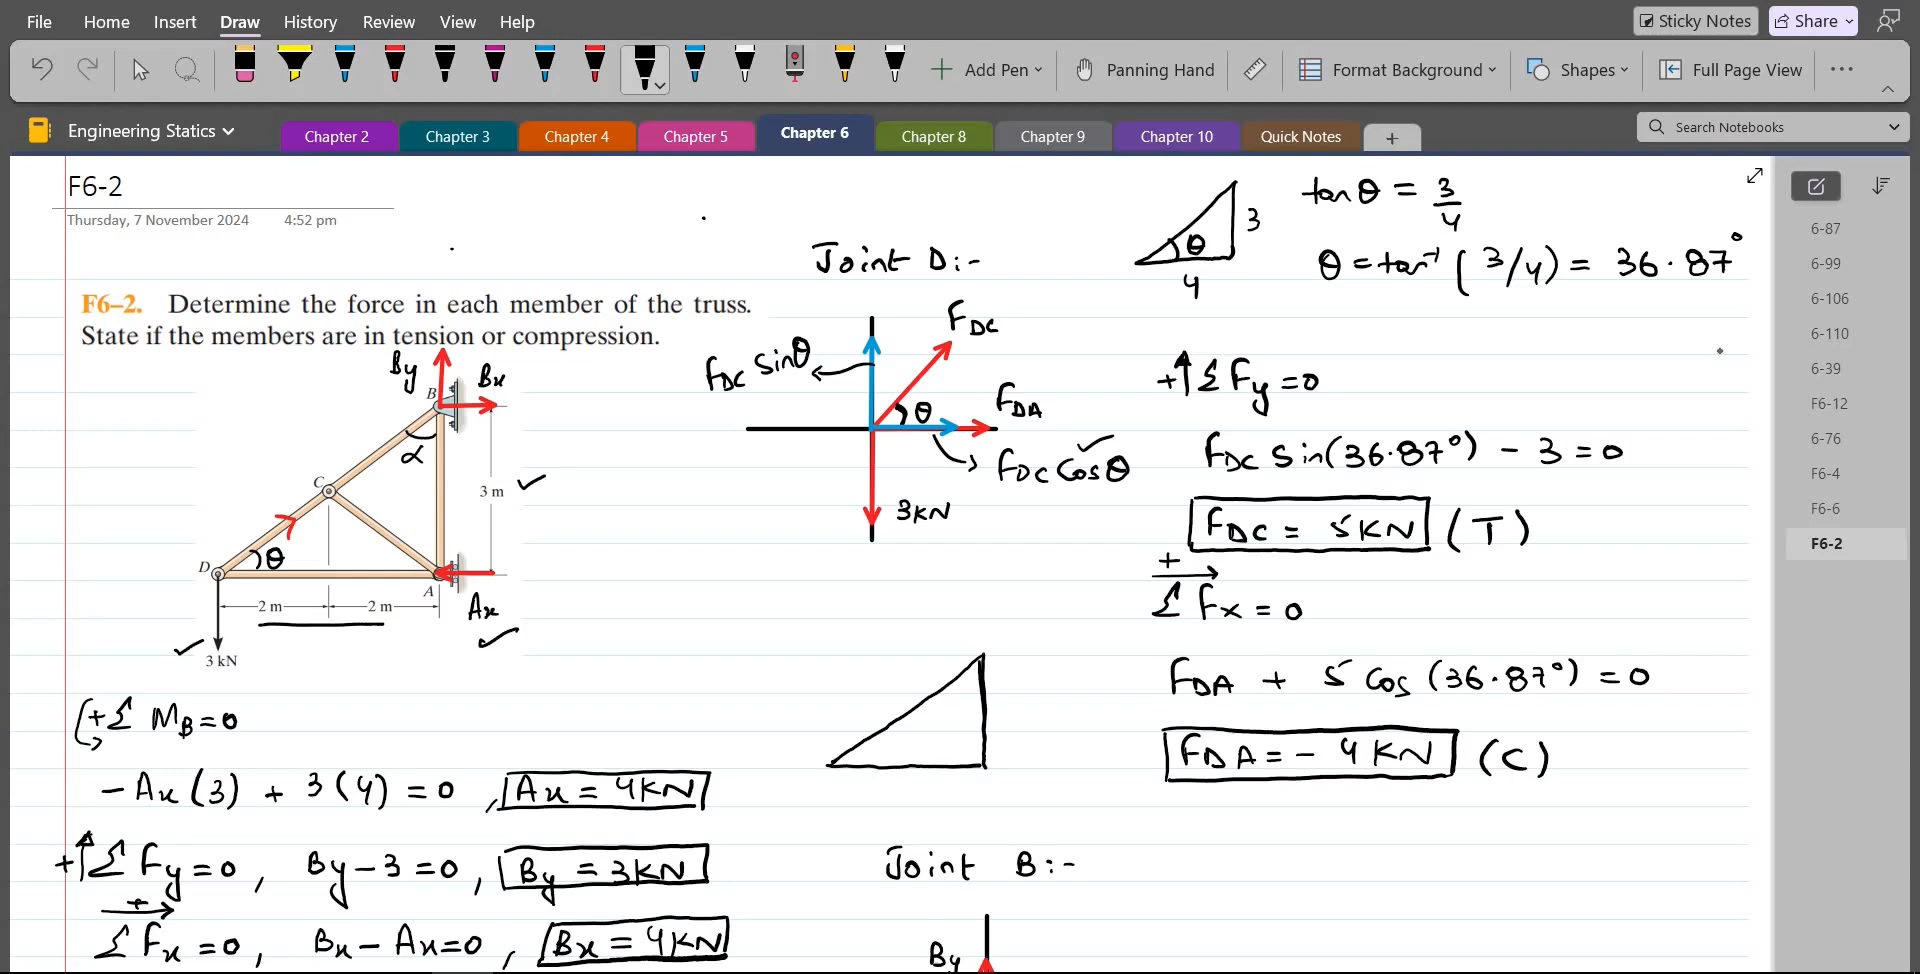 File Home Insert Draw History Review View Help
Sticky Notes Share
Add Pen Panning Hand Format Background Shapes Full Page View
Engineering Statics Chapter 2 Chapter 3 Chapter 4 Chapter 5 Chapter 6 Chapter 8 Chapter 9 Chapter 10 Quick Notes +
Search Notebooks
F6-2
Thursday, 7 November 2024 4:52 pm
F6–2. Determine the force in each member of the truss.
State if the members are in tension or compression.
By
Bx
B
α
C
3 m
D
θ
A
2 m
2 m
Ax
3 kN
+Σ MB=0
-Ax(3) + 3(4) = 0 , Ax = 4KN
+↑Σ Fy=0 , By-3=0 , By = 3KN
+
Σ Fx=0 , Bx - Ax=0 , Bx = 4KN
Joint D:-
FDC
FDC sinθ
θ
FDA
FDC Cosθ
3KN
θ
3
4
tanθ = 3/4
θ = tan⁻¹(3/4) = 36.87°
+↑Σ Fy=0
FDC Sin(36.87°) - 3 = 0
FDC = 5KN (T)
+
Σ Fx = 0
FDA + 5 Cos (36.87°) = 0
FDA = - 4KN (C)
Joint B:-
By
6-87
6-99
6-106
6-110
6-39
F6-12
6-76
F6-4
F6-6
F6-2